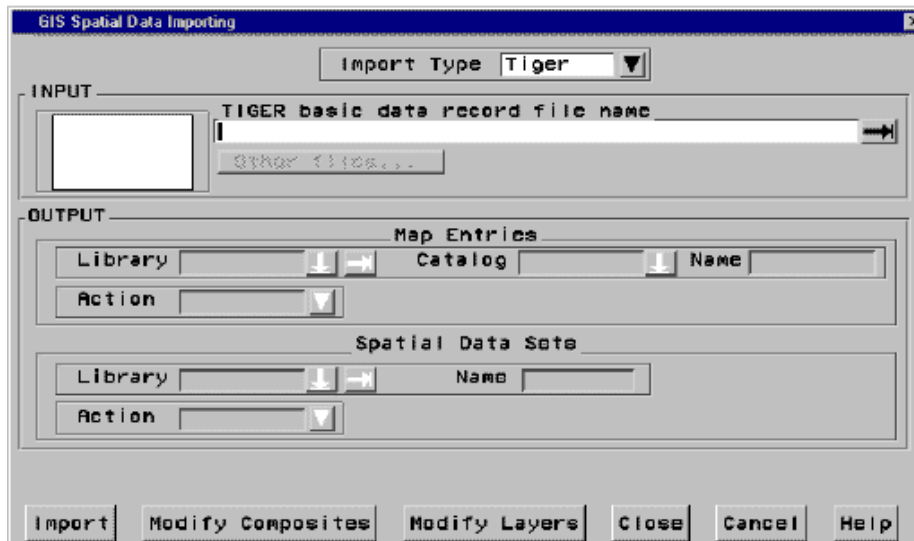 GIS Spatial Data Importing
Import Type Tiger
INPUT
TIGER basic data record file name
Other files...
OUTPUT
Map Entries
Library Catalog Name
Action
Spatial Data Sets
Library Name
Action
Import Modify Composites Modify Layers Close Cancel Help